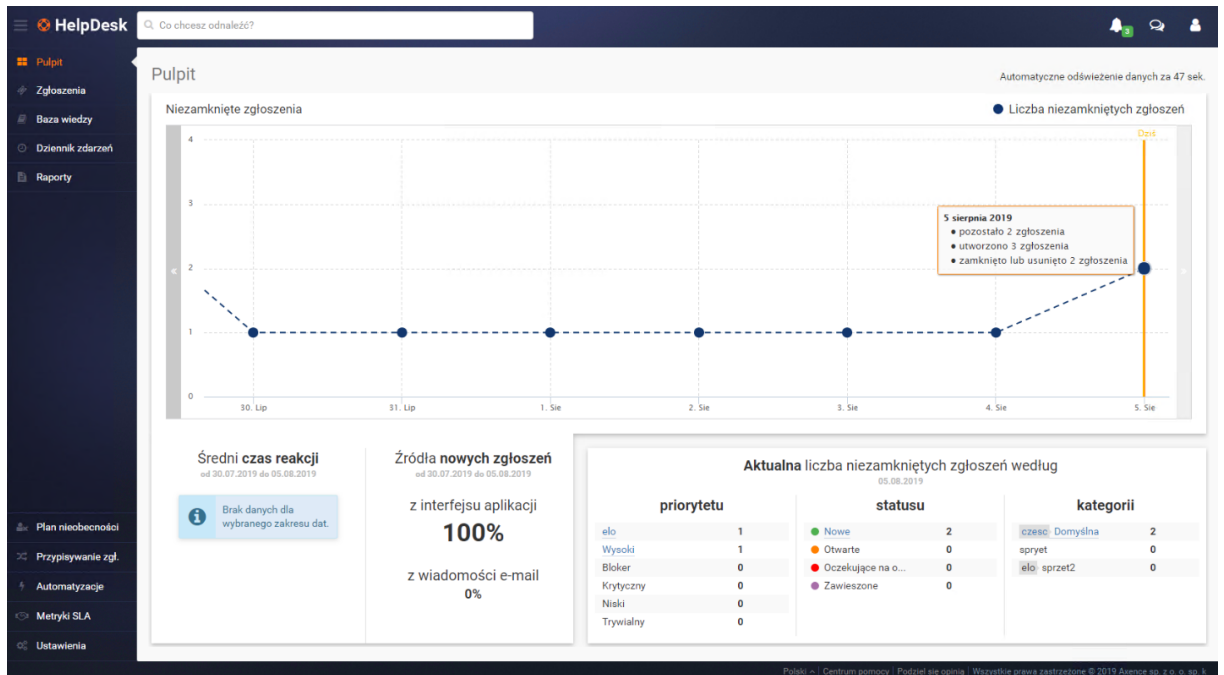 HelpDesk
Co chcesz odnaleźć?
3
Pulpit
Zgłoszenia
Baza wiedzy
Dziennik zdarzeń
Raporty
Plan nieobecności
Przypisywanie zgł.
Automatyzacje
Metryki SLA
Ustawienia
Pulpit
Automatyczne odświeżenie danych za 47 sek.
Niezamknięte zgłoszenia
Liczba niezamkniętych zgłoszeń
Dziś
4
3
2
1
0
5 sierpnia 2019
• pozostało 2 zgłoszenia
• utworzono 3 zgłoszenia
• zamknięto lub usunięto 2 zgłoszenia
30. Lip 31. Lip 1. Sie 2. Sie 3. Sie 4. Sie 5. Sie
Średni czas reakcji
od 30.07.2019 do 05.08.2019
Brak danych dla
wybranego zakresu dat.
Źródła nowych zgłoszeń
od 30.07.2019 do 05.08.2019
z interfejsu aplikacji
100%
z wiadomości e-mail
0%
Aktualna liczba niezamkniętych zgłoszeń według
05.08.2019
priorytetu
elo 1
Wysoki 1
Bloker 0
Krytyczny 0
Niski 0
Trywialny 0
statusu
Nowe 2
Otwarte 0
Oczekujące na o... 0
Zawieszone 0
kategorii
czesc Domyślna 2
spryet 0
elo sprzet2 0
Polski | Centrum pomocy | Podziel się opinią | Wszystkie prawa zastrzeżone © 2019 Axence sp. z o. o. sp. k